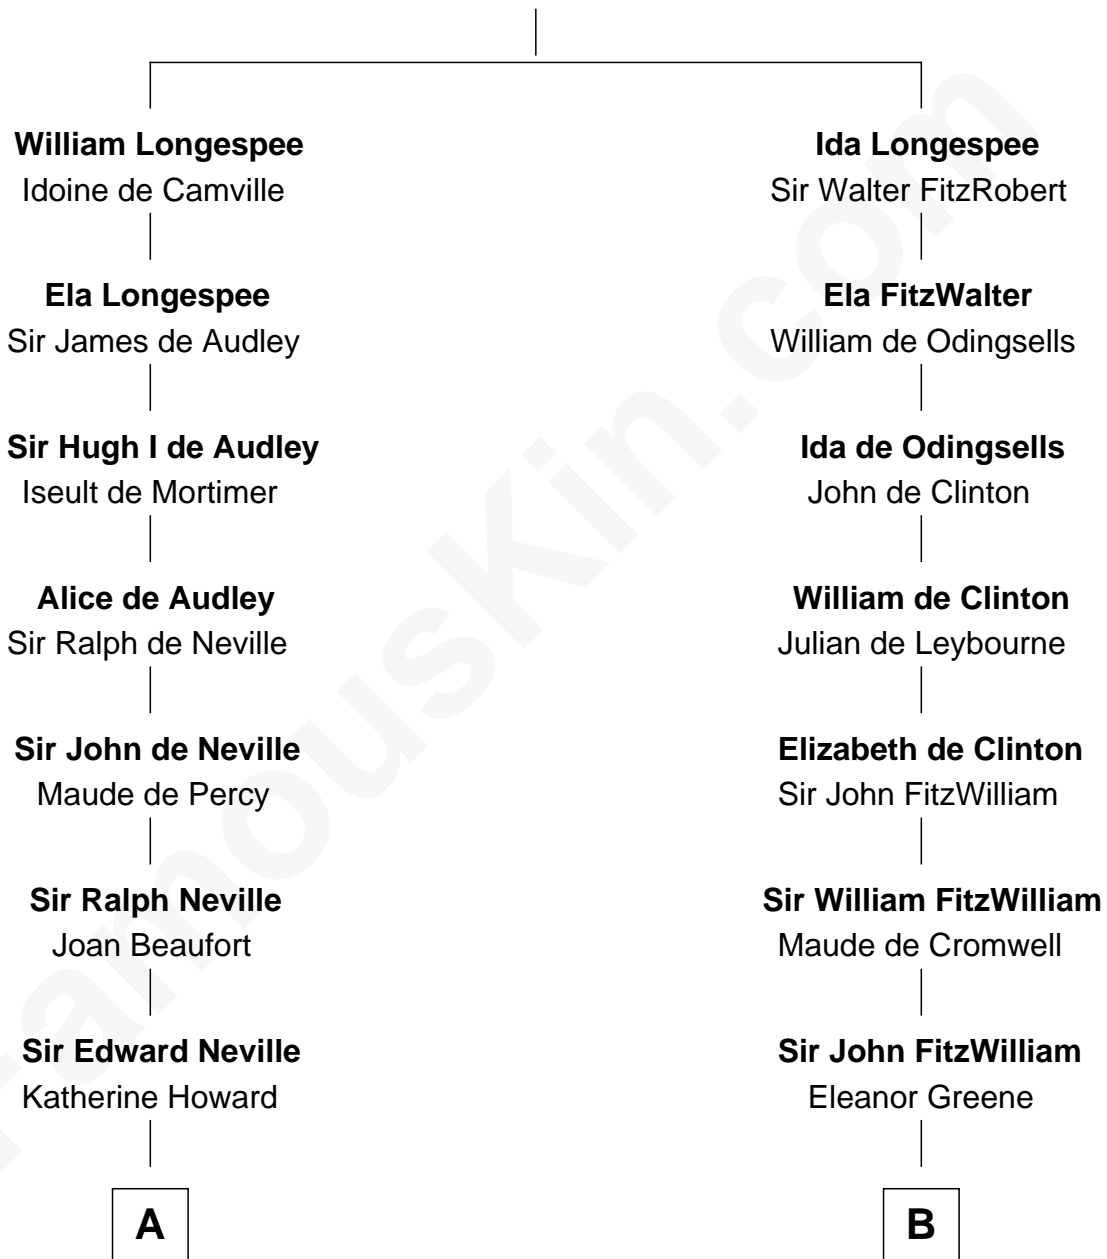 William Longespee
Idoine de Camville
Ela Longespee
Sir James de Audley
Sir Hugh I de Audley
Iseult de Mortimer
Alice de Audley
Sir Ralph de Neville
Sir John de Neville
Maude de Percy
Sir Ralph Neville
Joan Beaufort
Sir Edward Neville
Katherine Howard
A
Ida Longespee
Sir Walter FitzRobert
Ela FitzWalter
William de Odingsells
Ida de Odingsells
John de Clinton
William de Clinton
Julian de Leybourne
Elizabeth de Clinton
Sir John FitzWilliam
Sir William FitzWilliam
Maude de Cromwell
Sir John FitzWilliam
Eleanor Greene
B
FamousKin.com